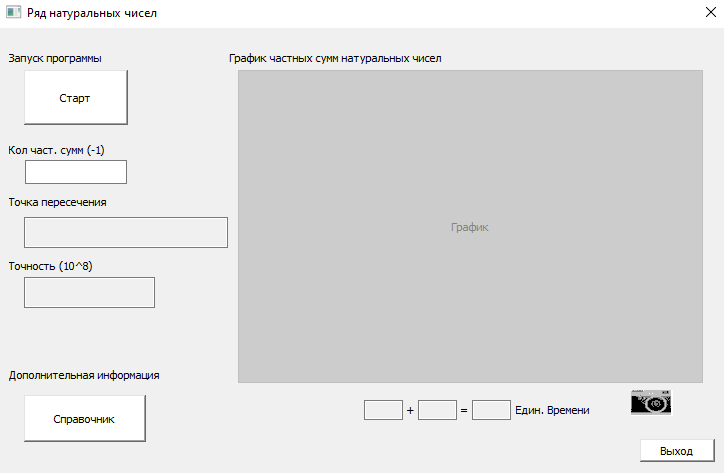 Ряд натуральных чисел
Запуск программы
График частных сумм натуральных чисел
Старт
Кол част. сумм (-1)
Точка пересечения
График
Точность (10^8)
Дополнительная информация
+ = Един. Времени
Справочник
Выход